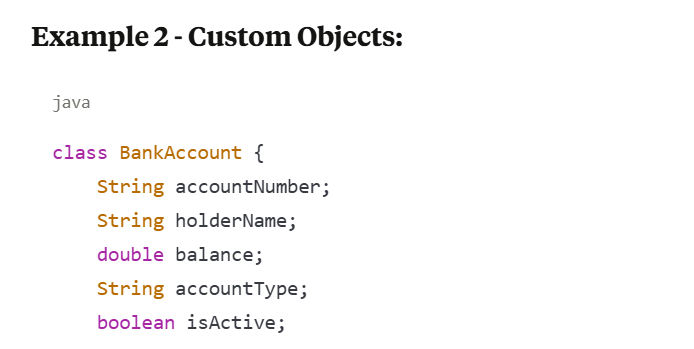 Example 2 - Custom Objects:
java
class BankAccount {
    String accountNumber;
    String holderName;
    double balance;
    String accountType;
    boolean isActive;